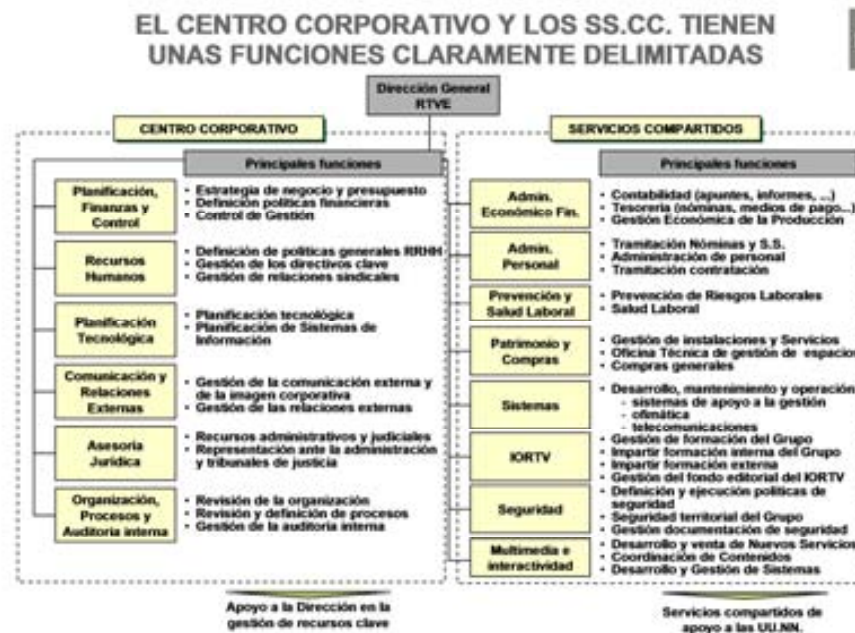 EL CENTRO CORPORATIVO Y LOS SS.CC. TIENEN
UNAS FUNCIONES CLARAMENTE DELIMITADAS
Dirección General
RTVE
CENTRO CORPORATIVO
Principales funciones
Planificación,
Finanzas y
Control
• Estrategia de negocio y presupuesto
• Definición políticas financieras
• Control de Gestión
Recursos
Humanos
• Definición de políticas generales RRHH
• Gestión de los directivos clave
• Gestión de relaciones sindicales
Planificación
Tecnológica
• Planificación tecnológica
• Planificación de Sistemas de
Información
Comunicación y
Relaciones
Externas
• Gestión de la comunicación externa y
de la imagen corporativa
• Gestión de las relaciones externas
Asesoría
Jurídica
• Recursos administrativos y judiciales
• Representación ante la administración
y tribunales de justicia
Organización,
Procesos y
Auditoria interna
• Revisión de la organización
• Revisión y definición de procesos
• Gestión de la auditoria interna
Apoyo a la Dirección en la
gestión de recursos clave
SERVICIOS COMPARTIDOS
Principales funciones
Admin.
Económico Fin.
• Contabilidad (apuntes, informes, ...)
• Tesorería (nóminas, medios de pago...)
• Gestión Económica de la Producción
Admin.
Personal
• Tramitación Nóminas y S.S.
• Administración de personal
• Tramitación contratación
Prevención y
Salud Laboral
• Prevención de Riesgos Laborales
• Salud Laboral
Patrimonio y
Compras
• Gestión de instalaciones y Servicios
• Oficina Técnica de gestión de espacios
• Compras generales
Sistemas
• Desarrollo, mantenimiento y operación
- sistemas de apoyo a la gestión
- ofimática
- telecomunicaciones
IORTV
• Gestión de formación del Grupo
• Impartir formación interna del Grupo
• Impartir formación externa
• Gestión del fondo editorial del IORTV
Seguridad
• Definición y ejecución políticas de
seguridad
• Seguridad territorial del Grupo
• Gestión documentación de seguridad
Multimedia e
interactividad
• Desarrollo y venta de Nuevos Servicios
• Coordinación de Contenidos
• Desarrollo y Gestión de Sistemas
Servicios compartidos de
apoyo a las UU.NN.